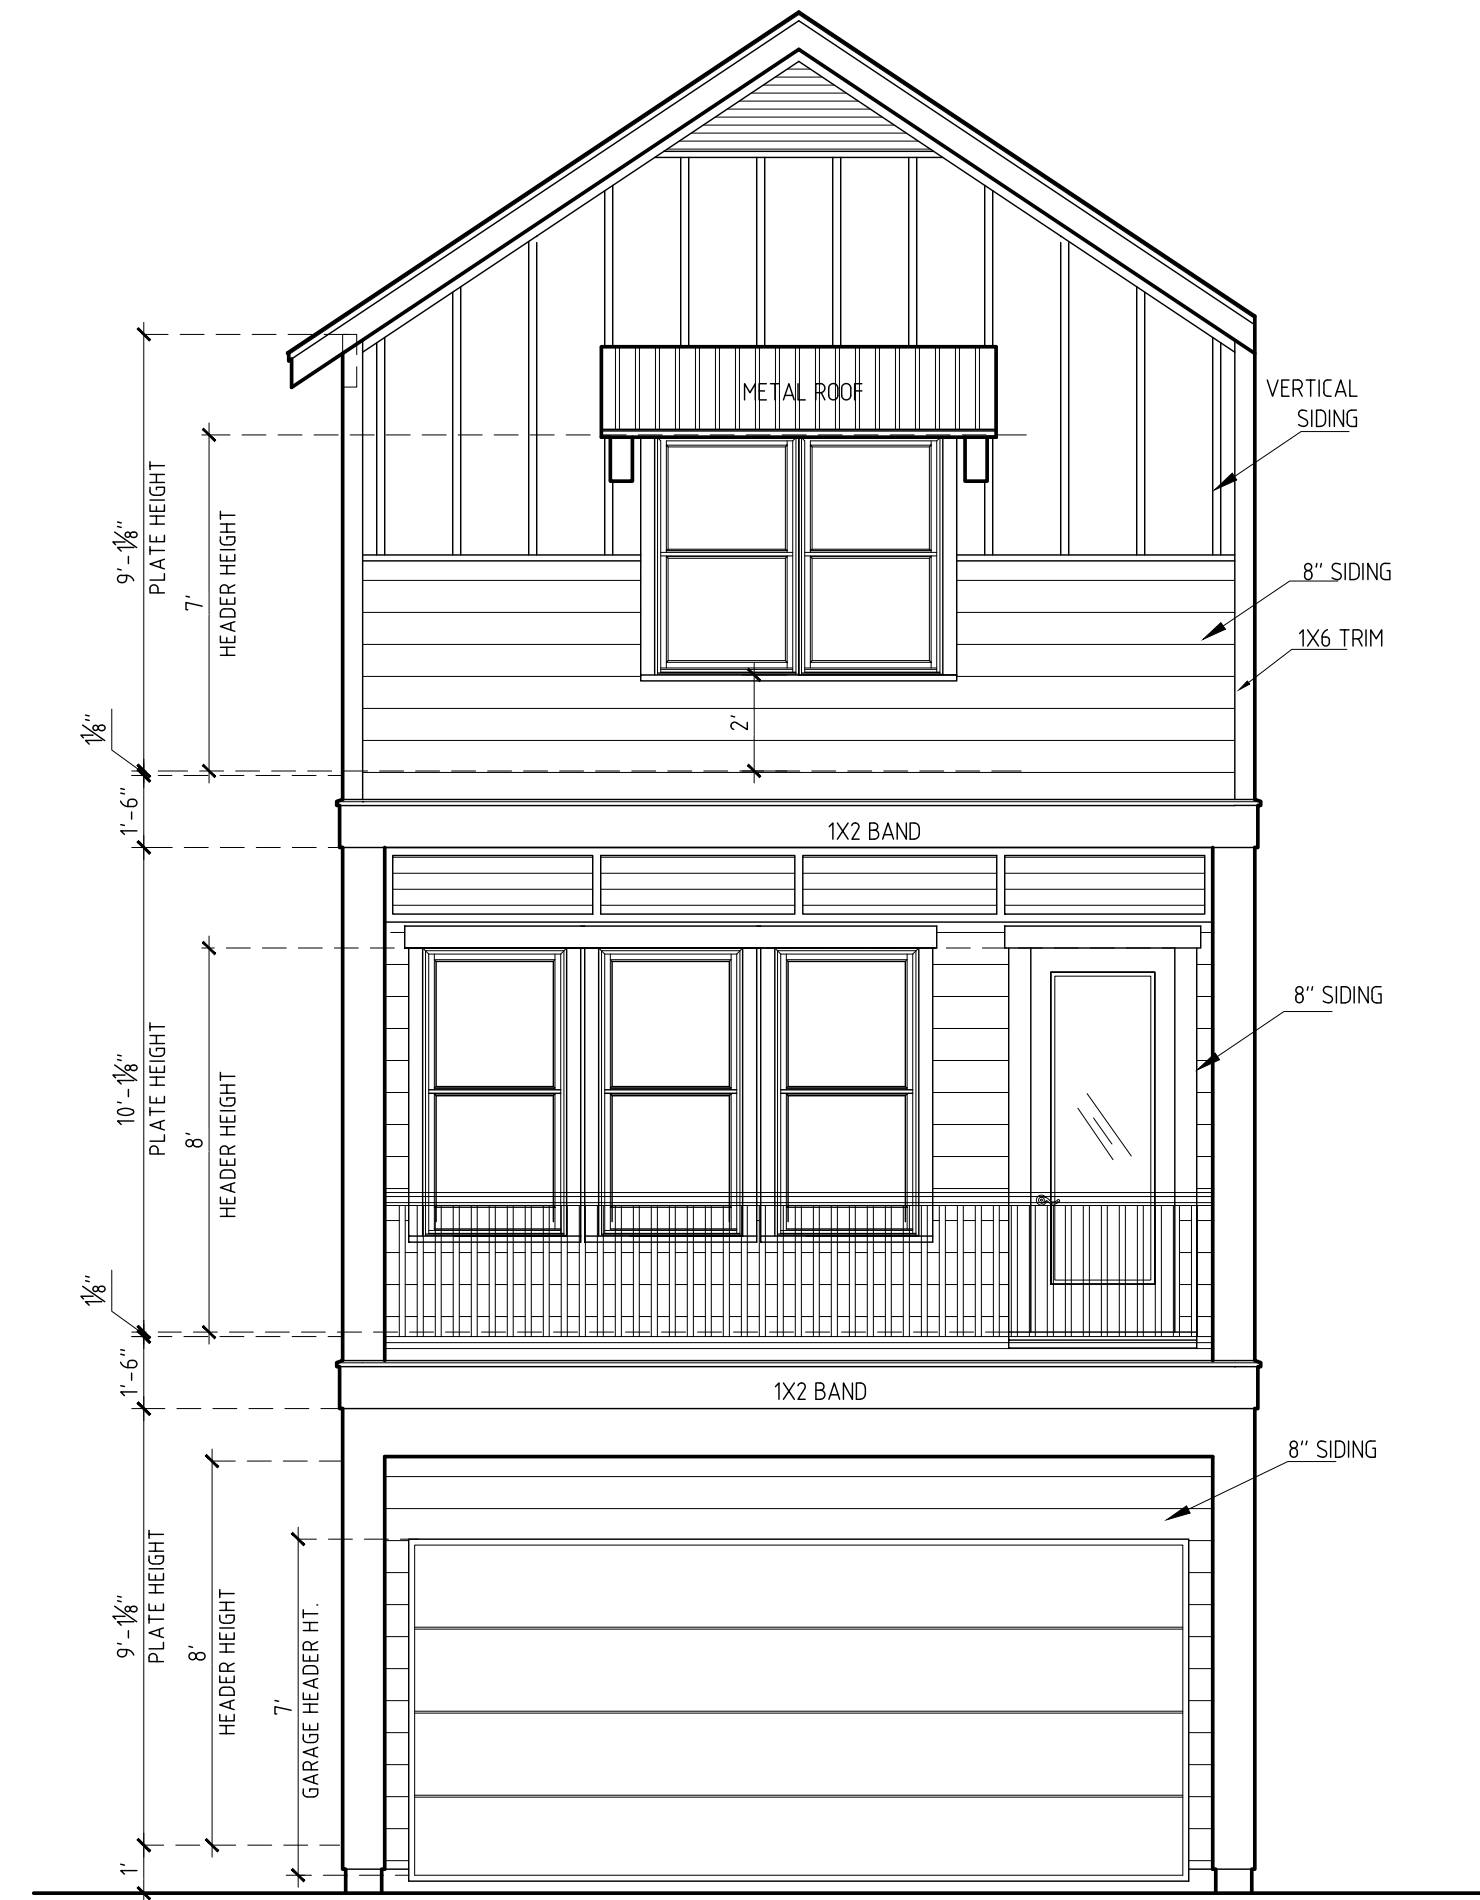 METAL ROOF
VERTICAL
SIDING
9'-1⅛"
PLATE HEIGHT
7'
HEADER HEIGHT
8" SIDING
1X6 TRIM
2'
1⅛"
1'-6"
1X2 BAND
10'-1⅛"
PLATE HEIGHT
8'
HEADER HEIGHT
8" SIDING
1⅛"
1'-6"
1X2 BAND
8" SIDING
9'-1⅛"
PLATE HEIGHT
8'
HEADER HEIGHT
7'
GARAGE HEADER HT.
1'